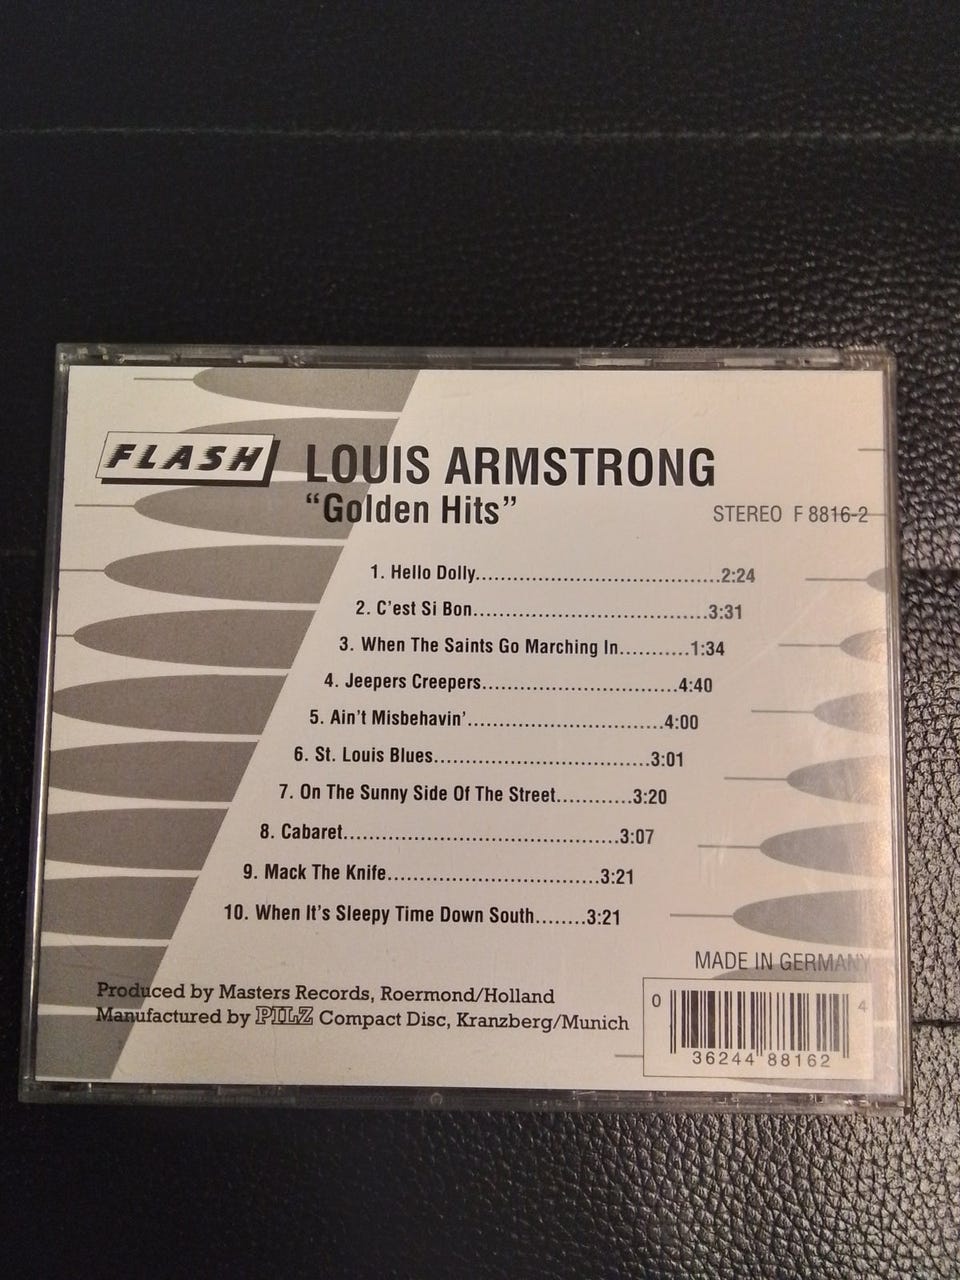 FLASH
LOUIS ARMSTRONG
“Golden Hits”
STEREO F 8816-2
1. Hello Dolly.......................................2:24
2. C'est Si Bon......................................3:31
3. When The Saints Go Marching In...........1:34
4. Jeepers Creepers...............................4:40
5. Ain't Misbehavin'...............................4:00
6. St. Louis Blues...................................3:01
7. On The Sunny Side Of The Street............3:20
8. Cabaret............................................3:07
9. Mack The Knife..................................3:21
10. When It's Sleepy Time Down South........3:21
MADE IN GERMANY
Produced by Masters Records, Roermond/Holland
Manufactured by PILZ Compact Disc, Kranzberg/Munich
0 36244 88162 4